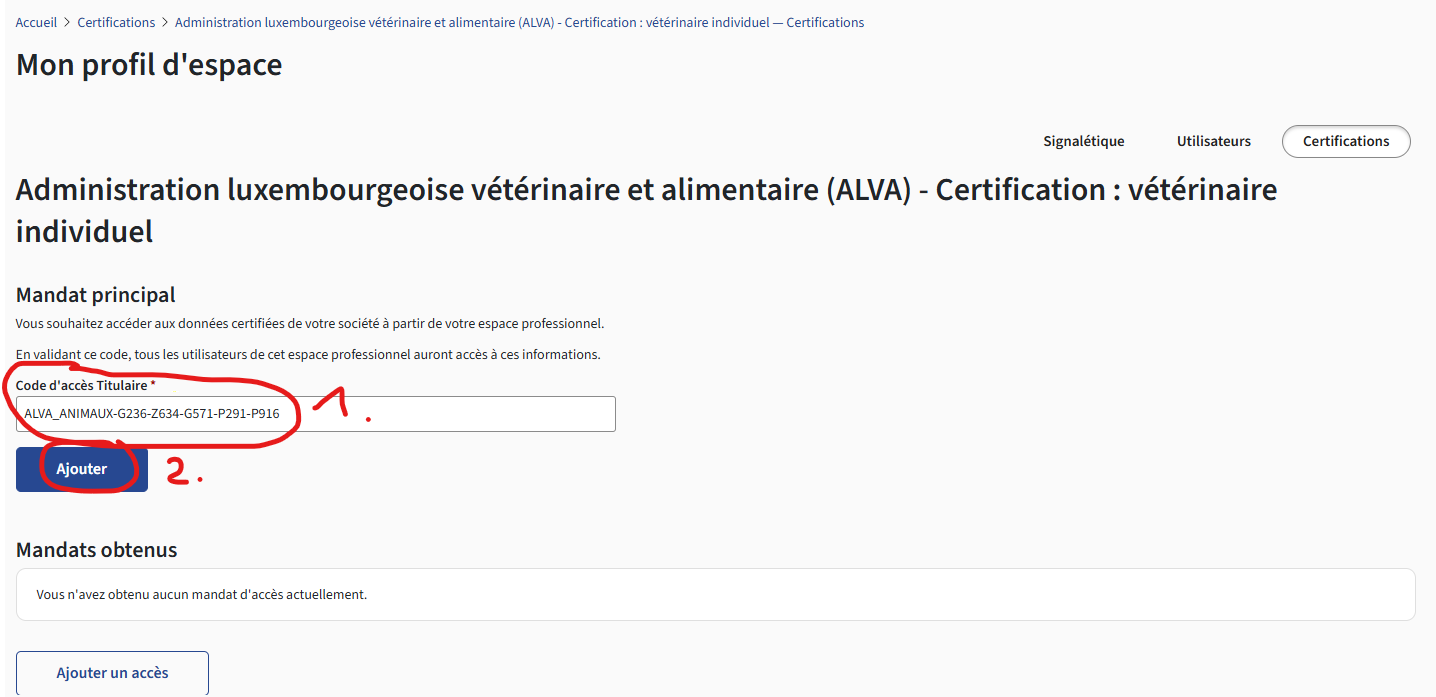 Accueil > Certifications > Administration luxembourgeoise vétérinaire et alimentaire (ALVA) - Certification : vétérinaire individuel — Certifications
Mon profil d'espace
Signalétique Utilisateurs Certifications
Administration luxembourgeoise vétérinaire et alimentaire (ALVA) - Certification : vétérinaire
individuel
Mandat principal
Vous souhaitez accéder aux données certifiées de votre société à partir de votre espace professionnel.
En validant ce code, tous les utilisateurs de cet espace professionnel auront accès à ces informations.
Code d'accès Titulaire *
ALVA_ANIMAUX-G236-Z634-G571-P291-P916 1.
Ajouter 2.
Mandats obtenus
Vous n'avez obtenu aucun mandat d'accès actuellement.
Ajouter un accès